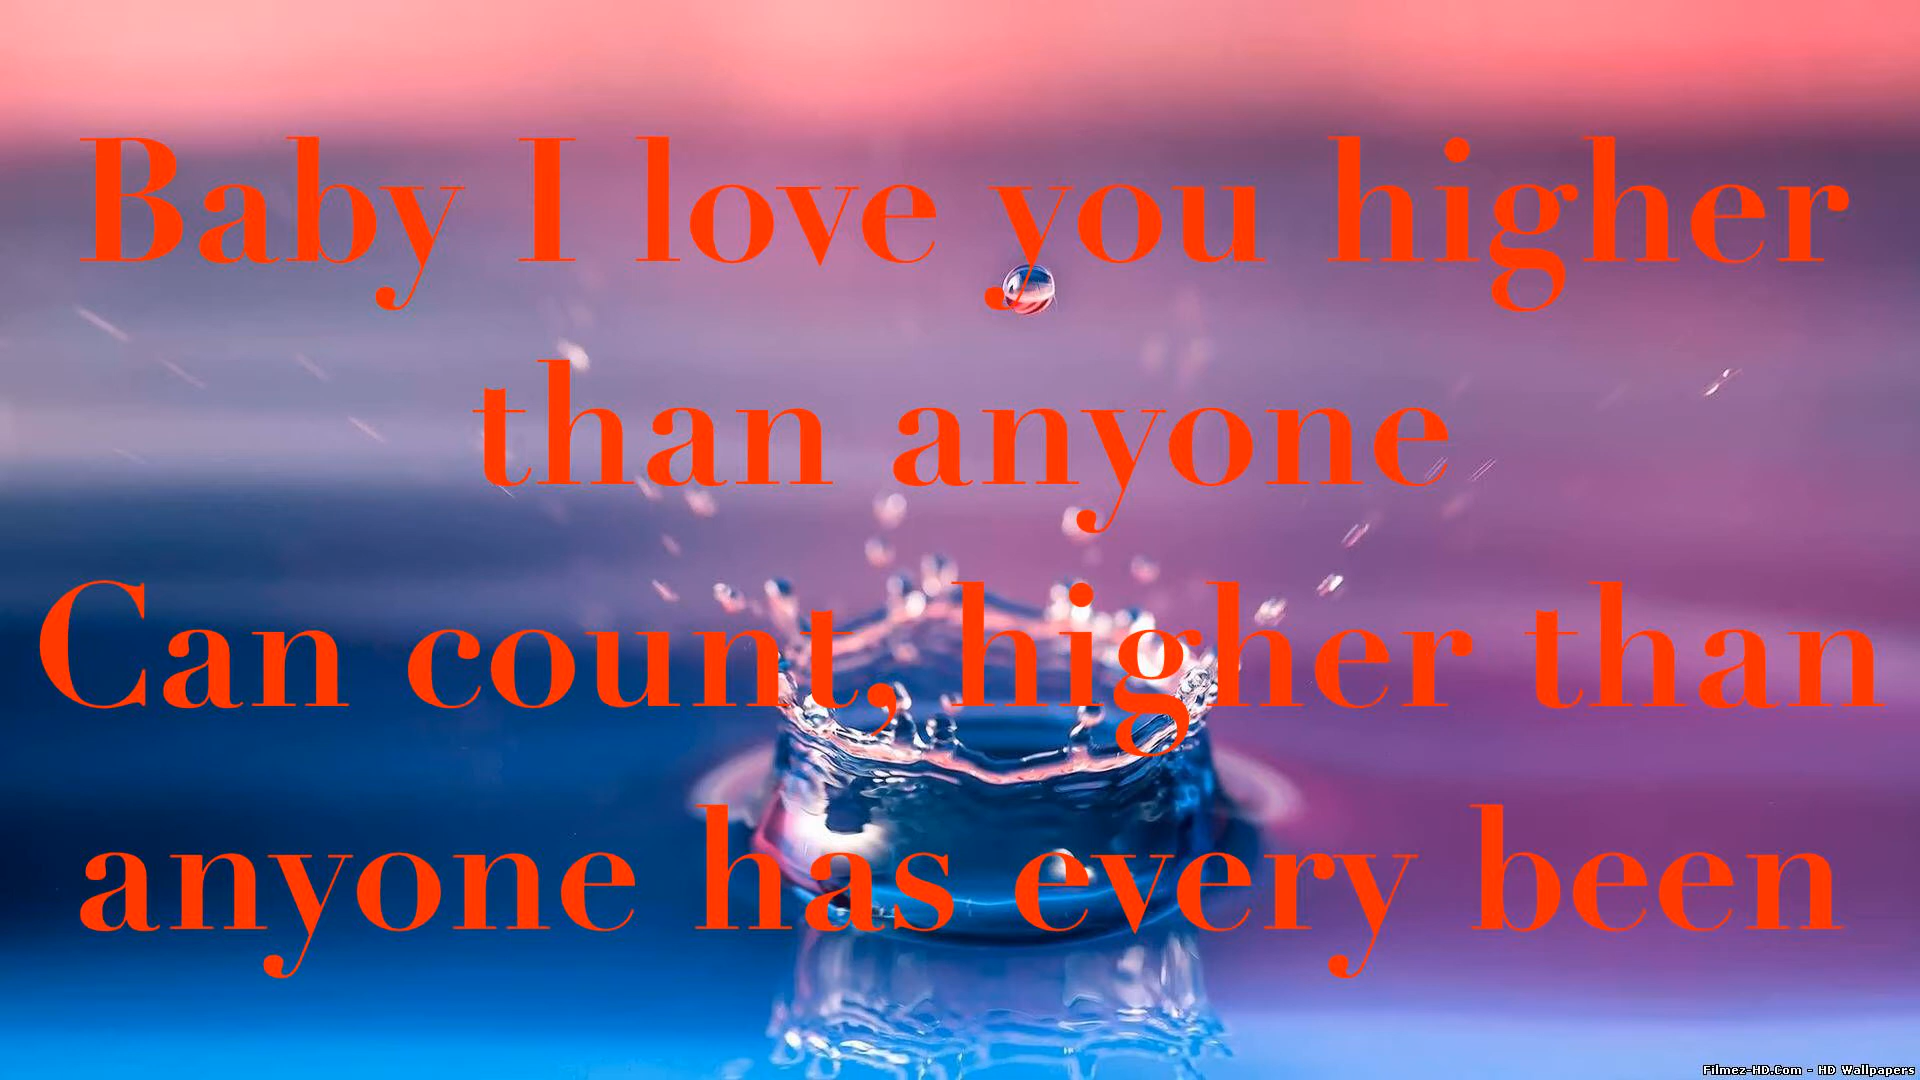 Baby I love you higher
than anyone
Can count, higher than
anyone has every been
Filmez-HD.Com - HD Wallpapers